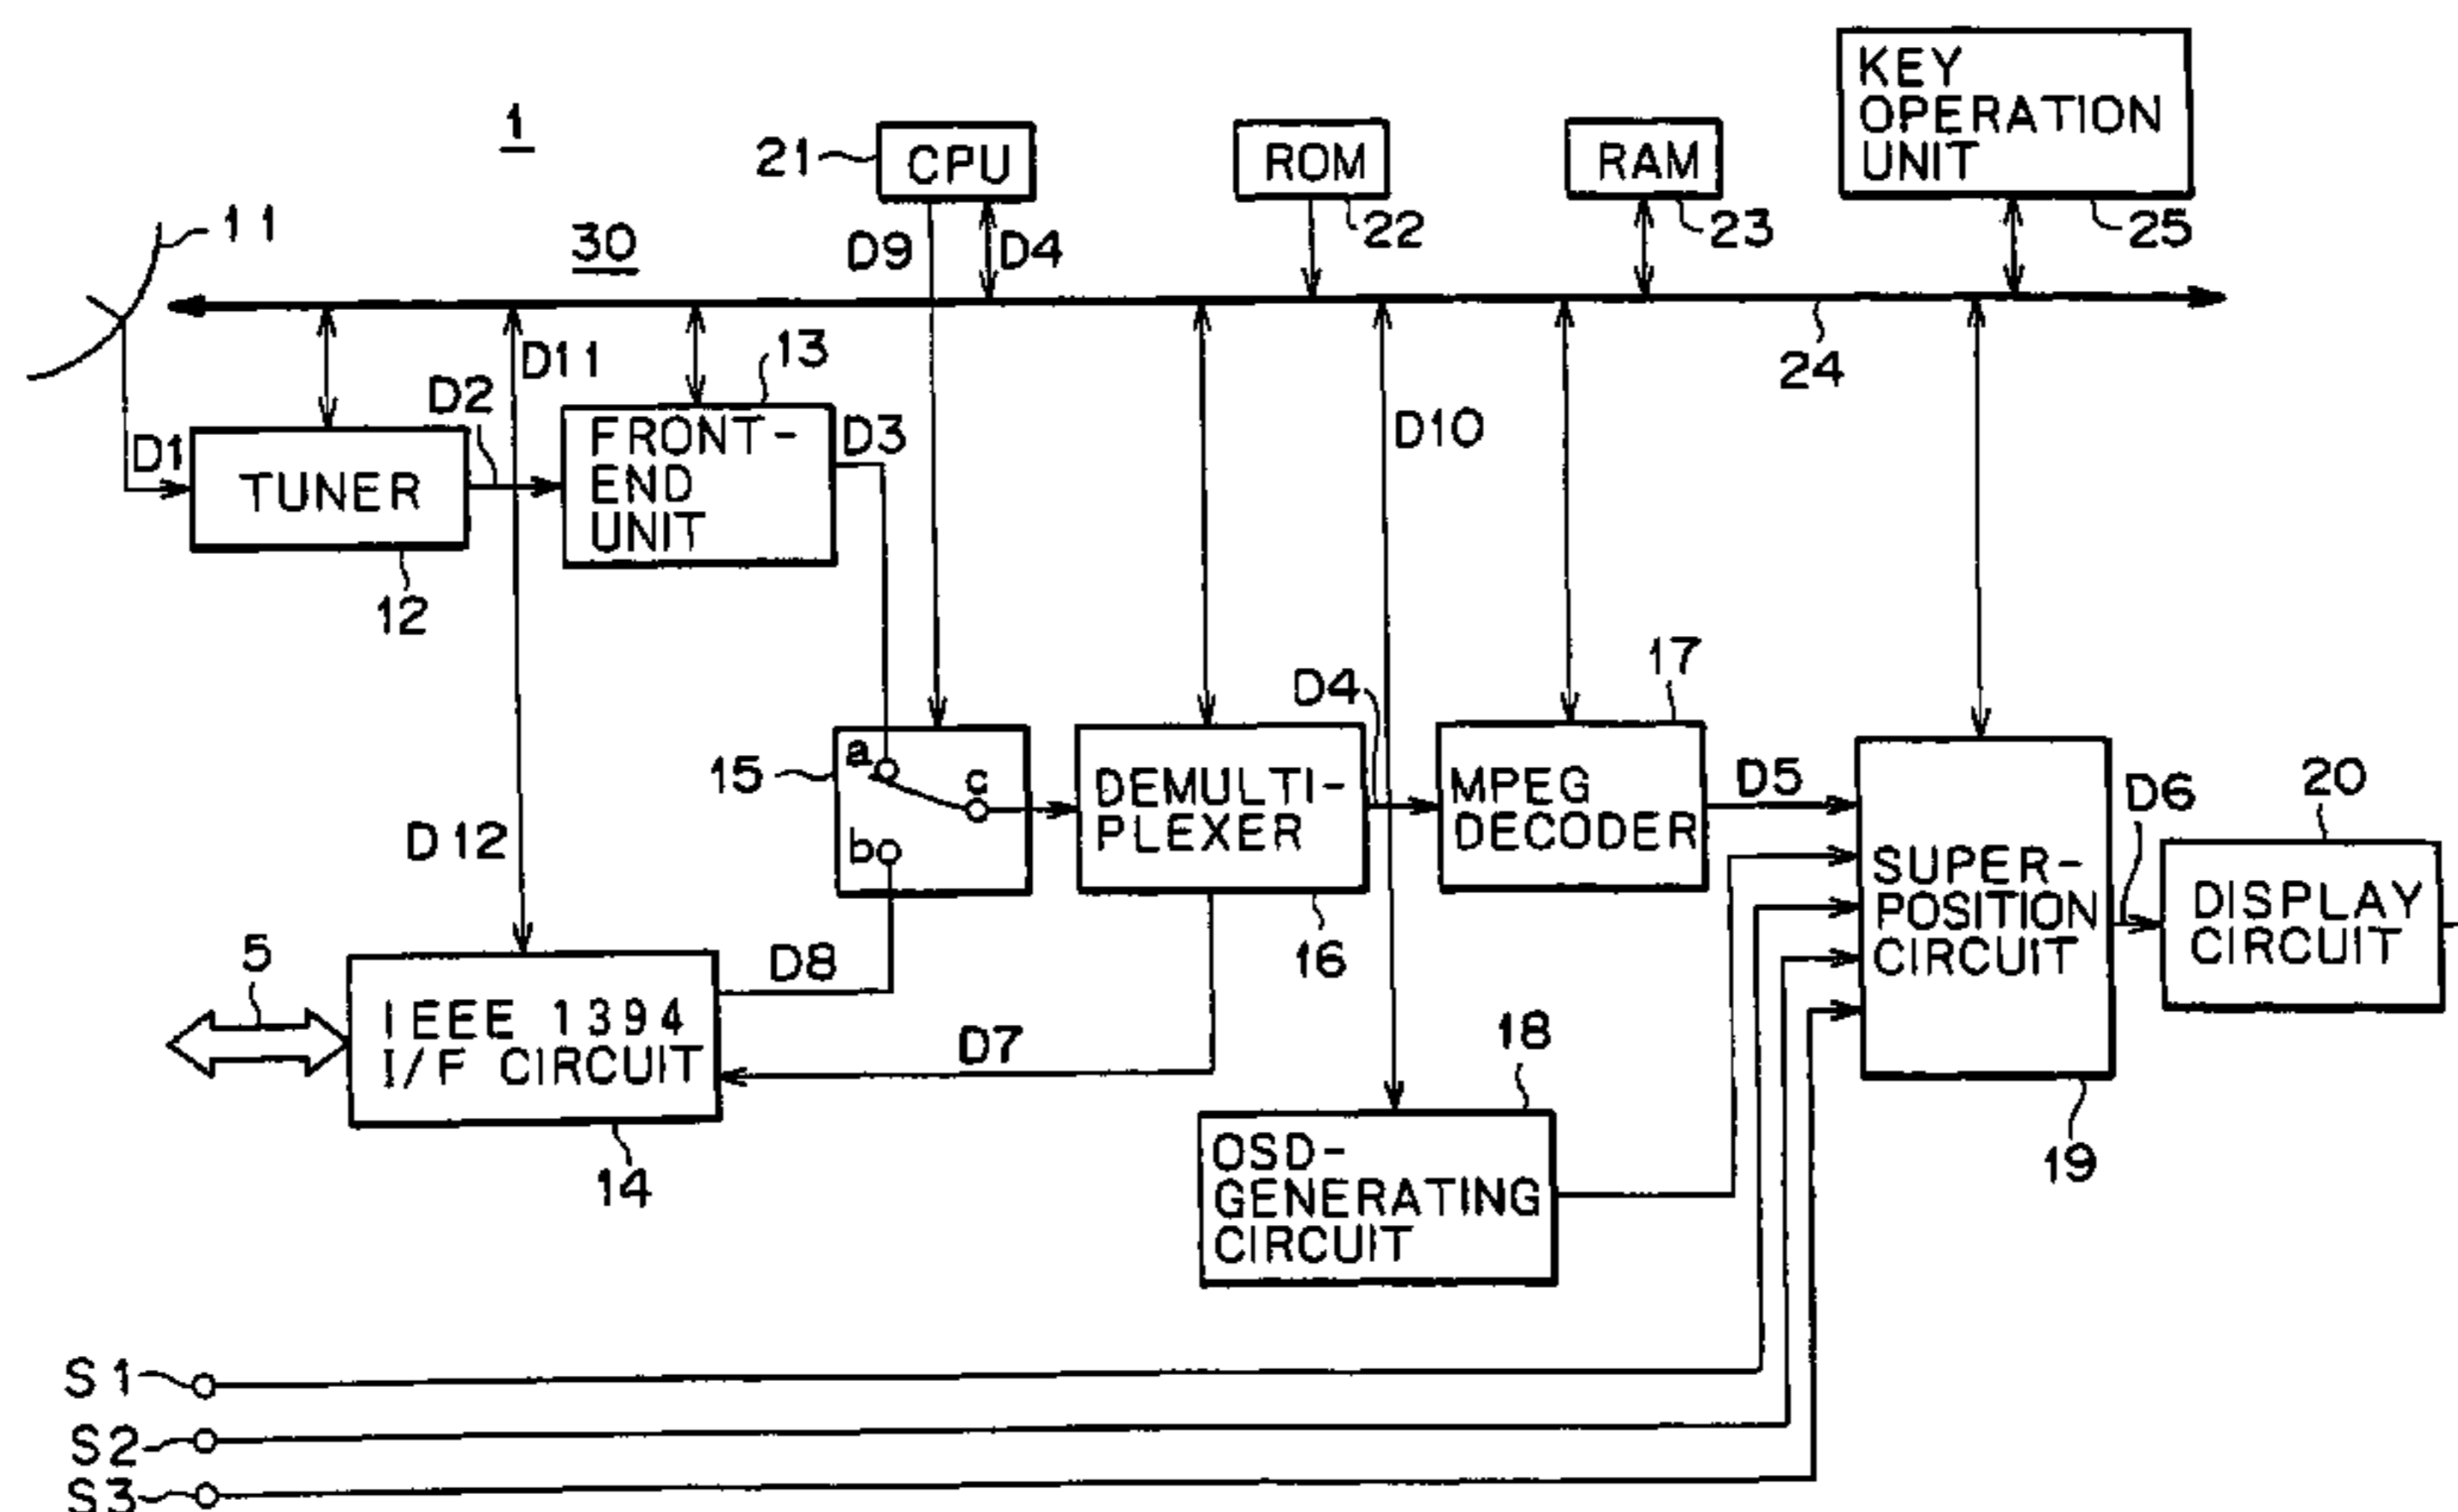 1
21
CPU
ROM
22
RAM
23
KEY
OPERATION
UNIT
25
11
30
D9
D4
24
D1
D2
D11
13
D3
D10
TUNER
12
FRONT-
END
UNIT
D12
15
a
b
c
DEMULTI-
PLEXER
16
D4
MPEG
DECODER
17
D5
SUPER-
POSITION
CIRCUIT
19
D6
20
DISPLAY
CIRCUIT
5
IEEE 1394
I/F CIRCUIT
14
D8
D7
18
OSD-
GENERATING
CIRCUIT
S1
S2
S3